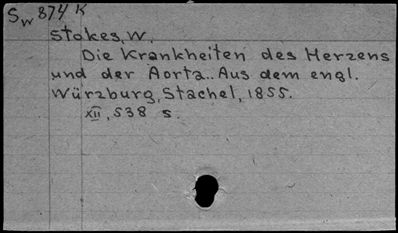 Sw 874 K
Stokes, W.
Die Krankheiten des Herzens
und der Aorta.. Aus dem engl.
Würzburg, Stachel, 1855.
XII, 538 s.